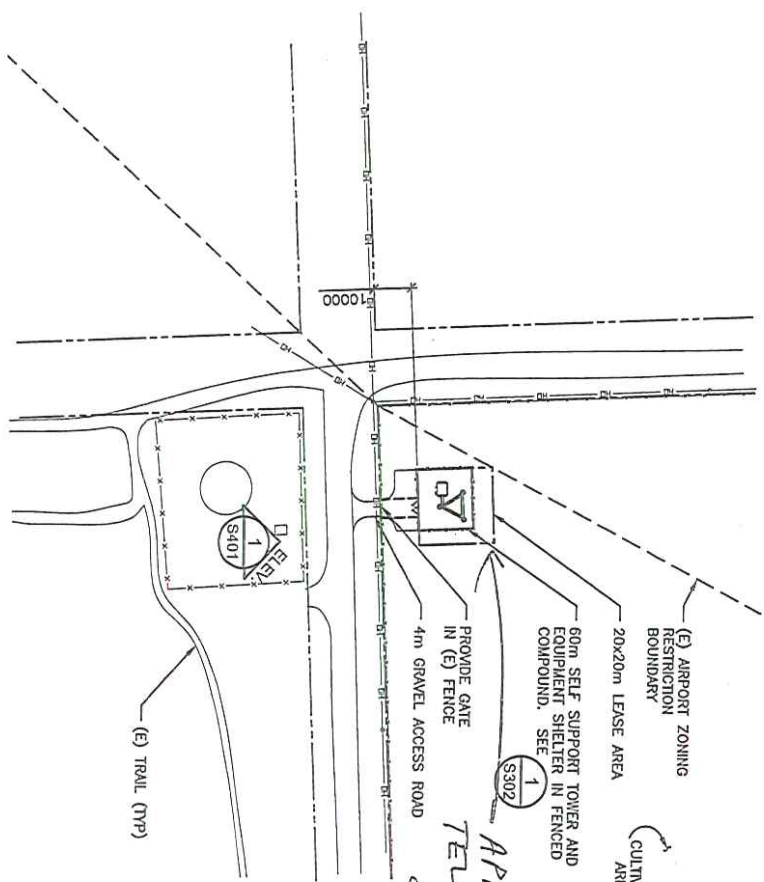 (E) AIRPORT ZONING
RESTRICTION
BOUNDARY
20x20m LEASE AREA
60m SELF SUPPORT TOWER AND
EQUIPMENT SHELTER IN FENCED
COMPOUND. SEE
1
S302
PROVIDE GATE
IN (E) FENCE
4m GRAVEL ACCESS ROAD
(E) TRAIL (TYP)
10000
1
S401
ELEV.